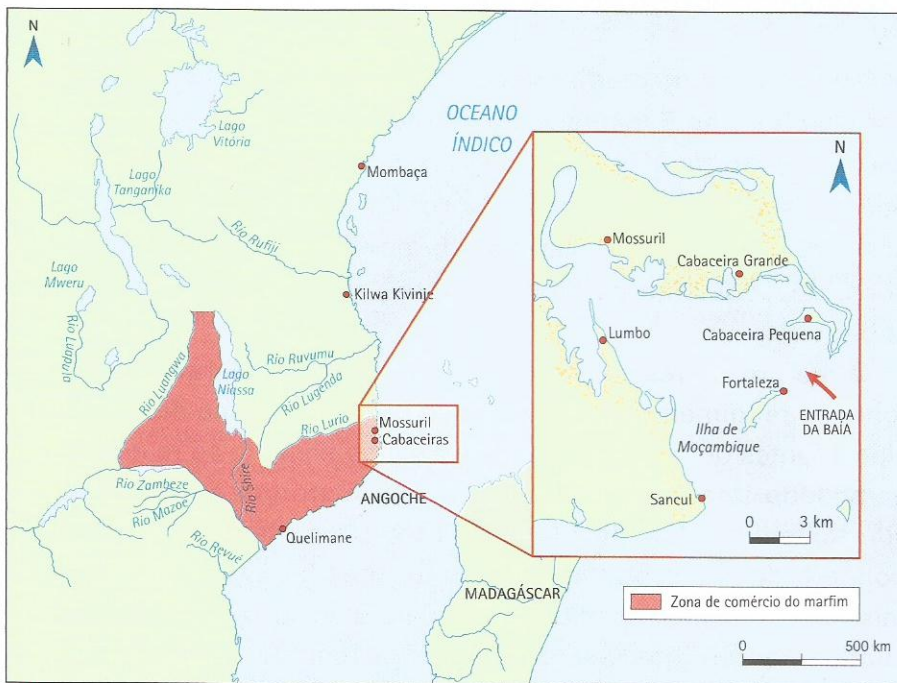 N
OCEANO
ÍNDICO
Lago
Vitória
Mombaça
Lago
Tanganika
Rio Rufiji
Lago
Mweru
Kilwa Kivinje
Rio Luapula
Rio Luangwa
Lago
Niassa
Rio Ruvumu
Rio Lugenda
Rio Lurio
Mossuril
Cabaceiras
Rio Zambeze
Rio Mazoe
Rio Shire
ANGOCHE
Rio Revué
Quelimane
MADAGÁSCAR
N
Mossuril
Cabaceira Grande
Cabaceira Pequena
Lumbo
Fortaleza
ENTRADA
DA BAÍA
Ilha de
Moçambique
Sancul
0 3 km
Zona de comércio do marfim
0 500 km